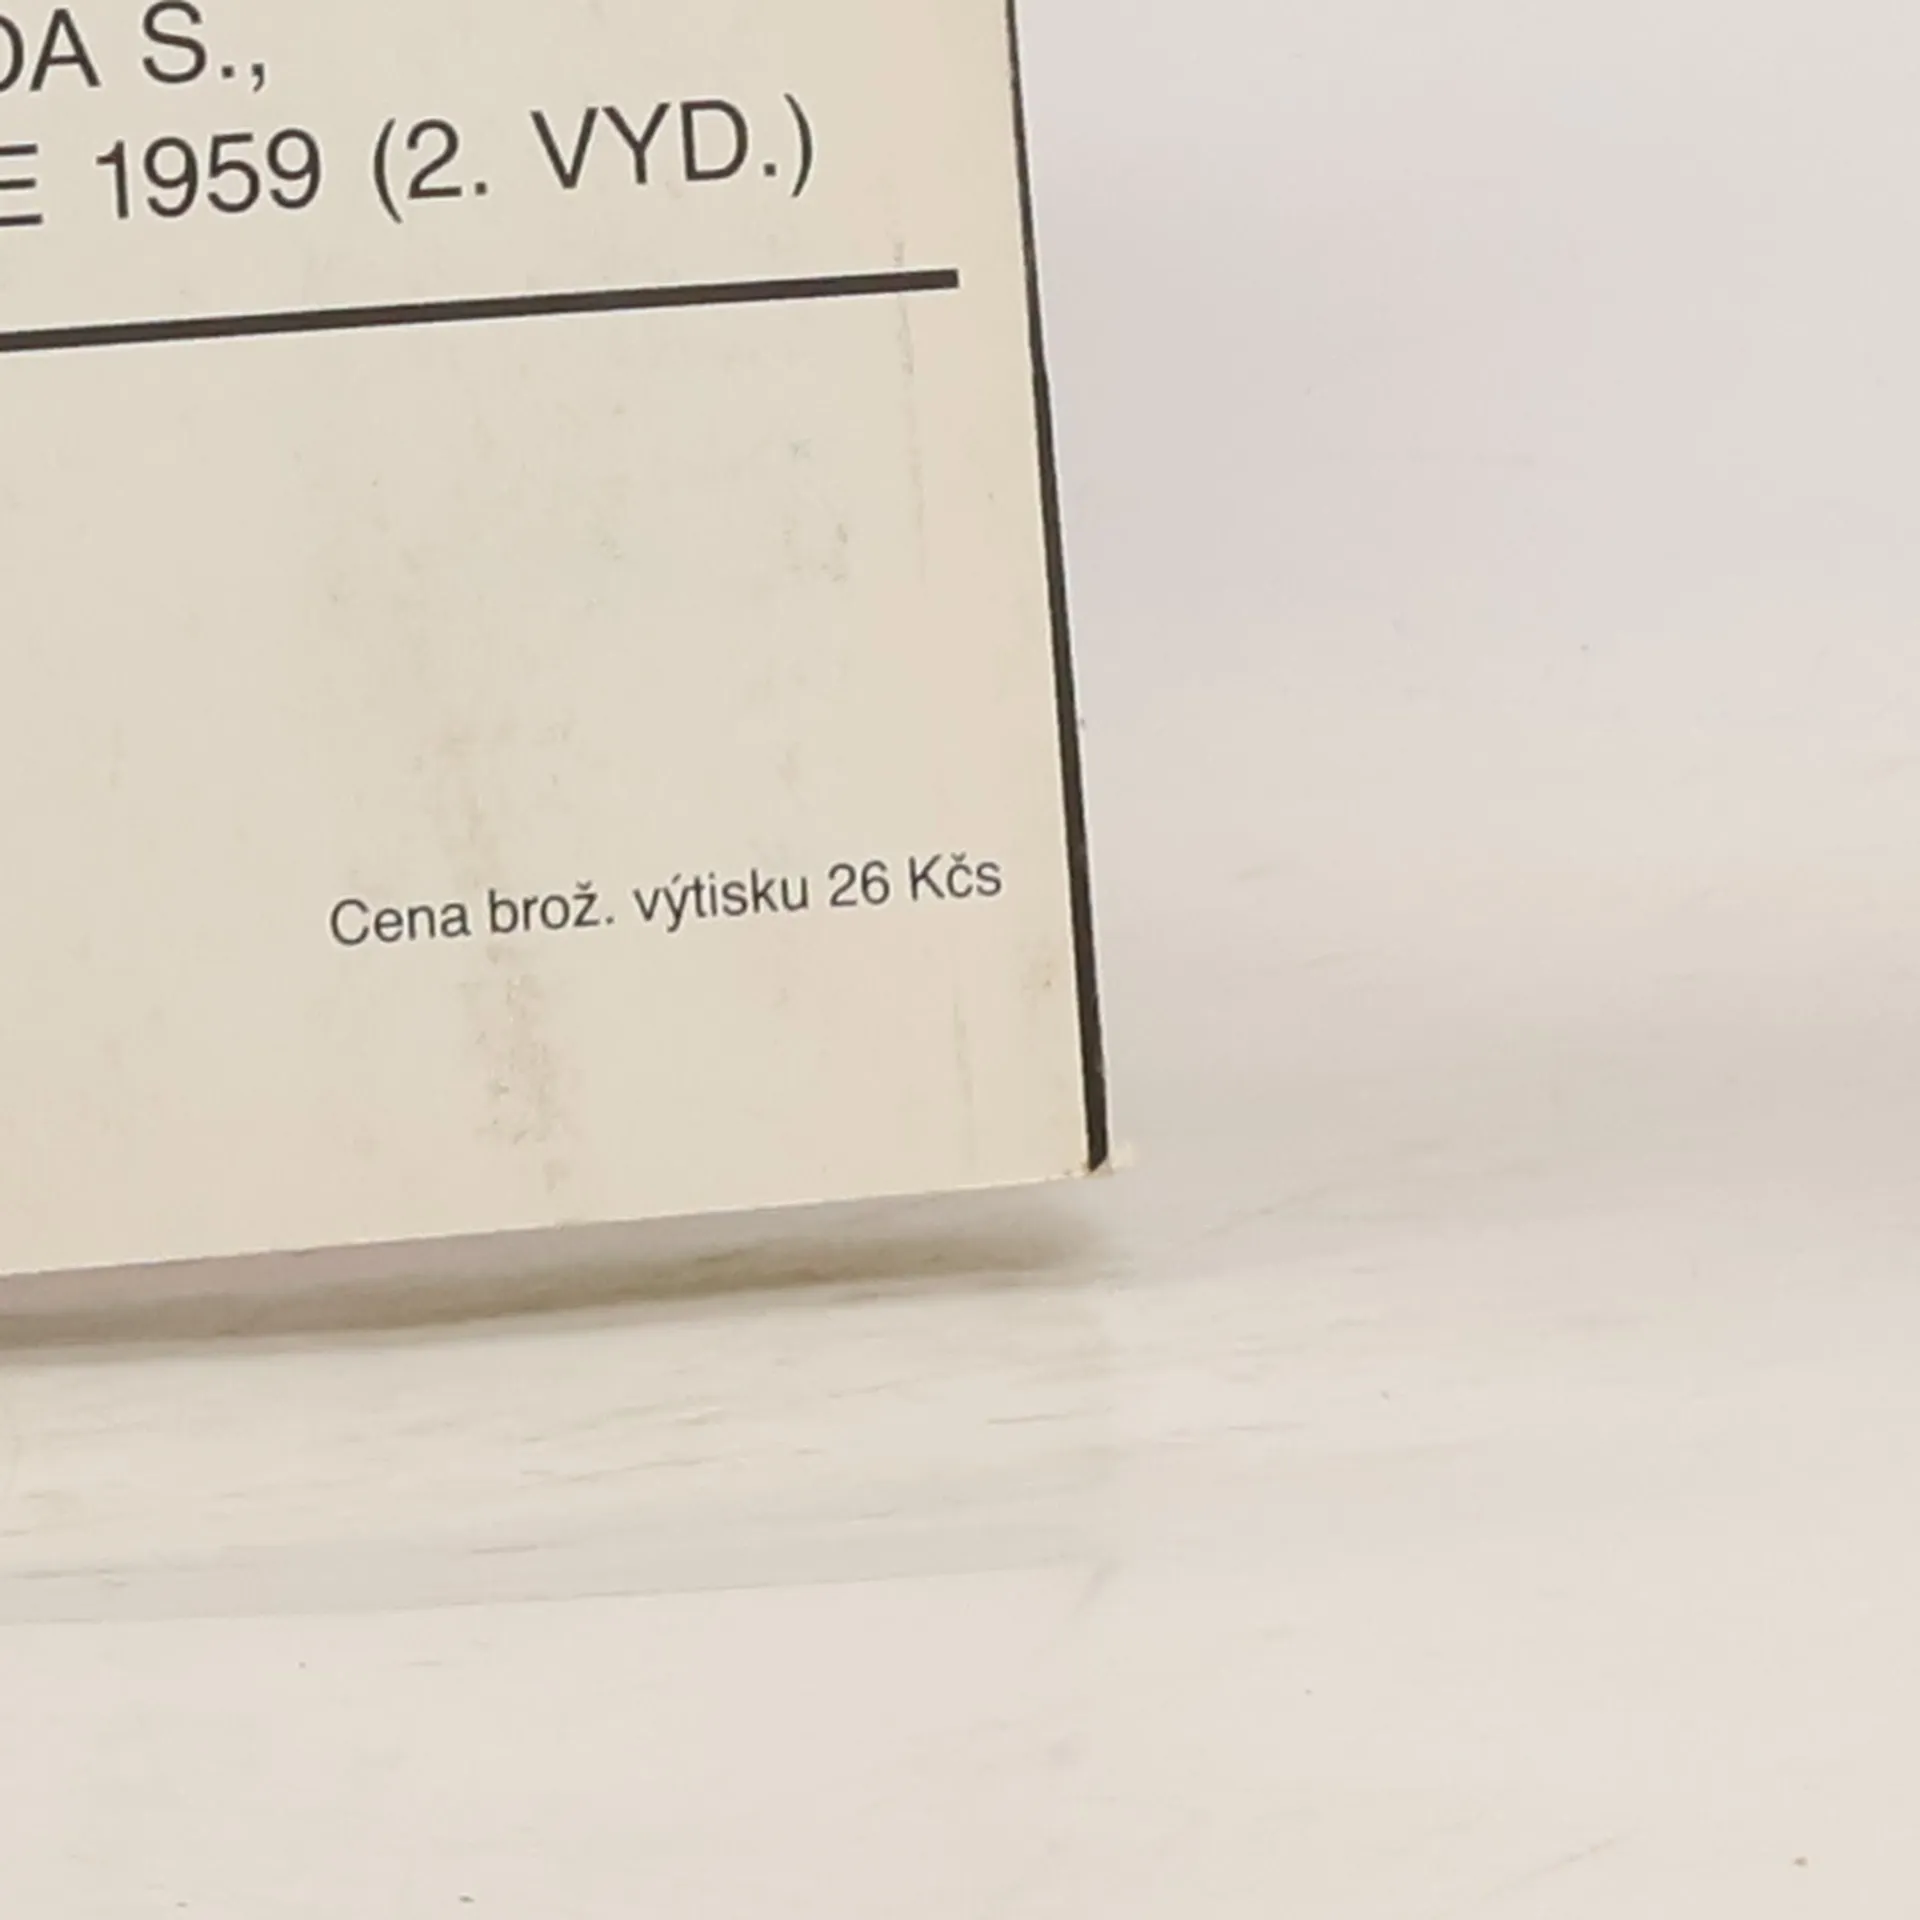 DA S.,
E 1959 (2. VYD.)
Cena brož. výtisku 26 Kčs